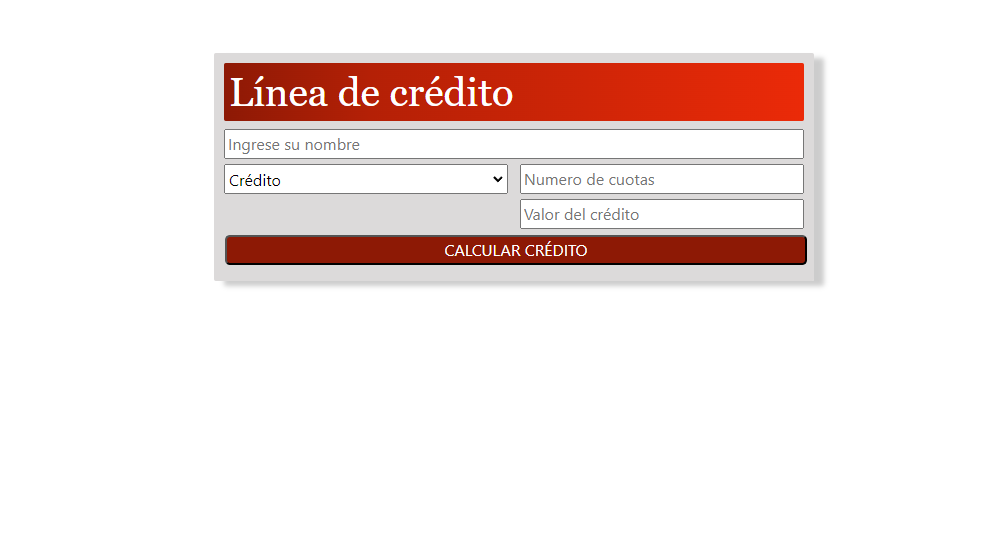 Línea de crédito
Ingrese su nombre
Crédito
Numero de cuotas
Valor del crédito
CALCULAR CRÉDITO